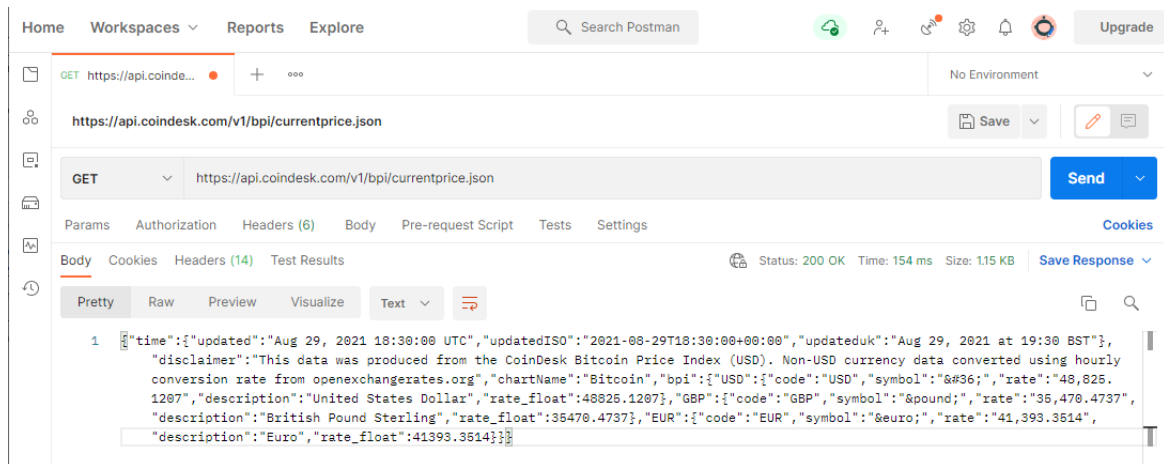 Home Workspaces Reports Explore Search Postman Upgrade
GET https://api.coinde... No Environment
https://api.coindesk.com/v1/bpi/currentprice.json Save
GET https://api.coindesk.com/v1/bpi/currentprice.json Send
Params Authorization Headers (6) Body Pre-request Script Tests Settings Cookies
Body Cookies Headers (14) Test Results Status: 200 OK Time: 154 ms Size: 1.15 KB Save Response
Pretty Raw Preview Visualize Text
1 {"time":{"updated":"Aug 29, 2021 18:30:00 UTC","updatedISO":"2021-08-29T18:30:00+00:00","updateduk":"Aug 29, 2021 at 19:30 BST"},
"disclaimer":"This data was produced from the CoinDesk Bitcoin Price Index (USD). Non-USD currency data converted using hourly
conversion rate from openexchangerates.org","chartName":"Bitcoin","bpi":{"USD":{"code":"USD","symbol":"&#36;","rate":"48,825.
1207","description":"United States Dollar","rate_float":48825.1207},"GBP":{"code":"GBP","symbol":"&pound;","rate":"35,470.4737",
"description":"British Pound Sterling","rate_float":35470.4737},"EUR":{"code":"EUR","symbol":"&euro;","rate":"41,393.3514",
"description":"Euro","rate_float":41393.3514}}}